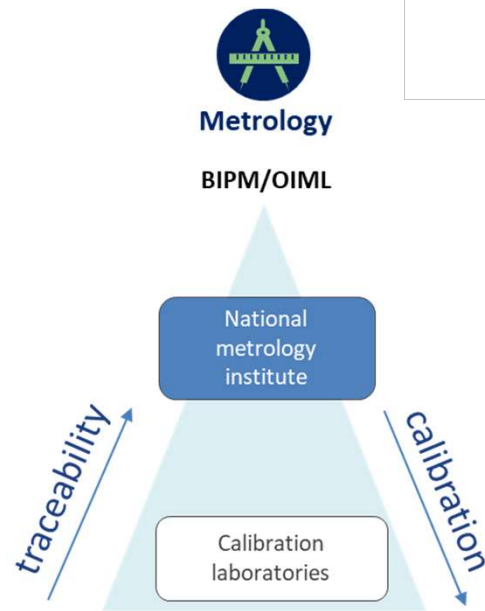 Metrology
BIPM/OIML
National
metrology
institute
traceability
calibration
Calibration
laboratories